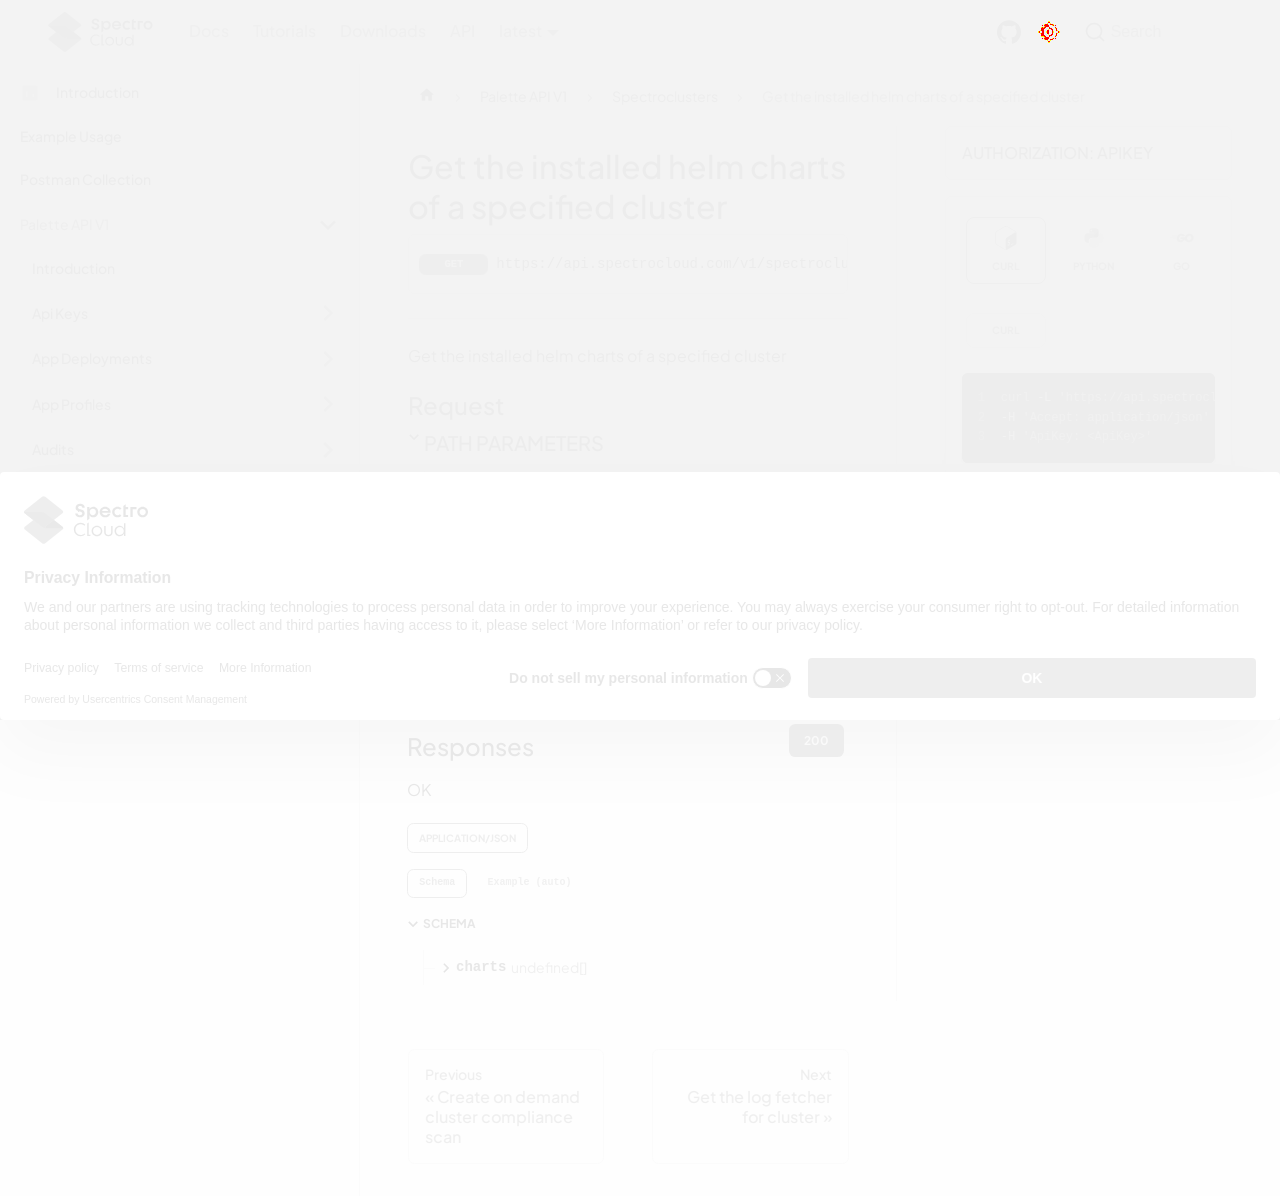 Spectro
Cloud
Docs Tutorials Downloads API latest
Search
Introduction
Example Usage
Postman Collection
Palette API V1
Introduction
Api Keys
App Deployments
App Profiles
Audits
Palette API V1
Spectroclusters
Get the installed helm charts of a specified cluster
Get the installed helm charts
of a specified cluster
GET https://api.spectrocloud.com/v1/spectroclu
Get the installed helm charts of a specified cluster
Request
PATH PARAMETERS
AUTHORIZATION: APIKEY
CURL PYTHON GO
CURL
Spectro
Cloud
Privacy Information
We and our partners are using tracking technologies to process personal data in order to improve your experience. You may always exercise your consumer right to opt-out. For detailed information
about personal information we collect and third parties having access to it, please select ‘More Information’ or refer to our privacy policy.
Privacy policy Terms of service More Information
Powered by Usercentrics Consent Management
Do not sell my personal information
OK
Responses
200
OK
APPLICATION/JSON
Schema Example (auto)
SCHEMA
charts undefined[]
Previous
« Create on demand
cluster compliance
scan
Next
Get the log fetcher
for cluster »